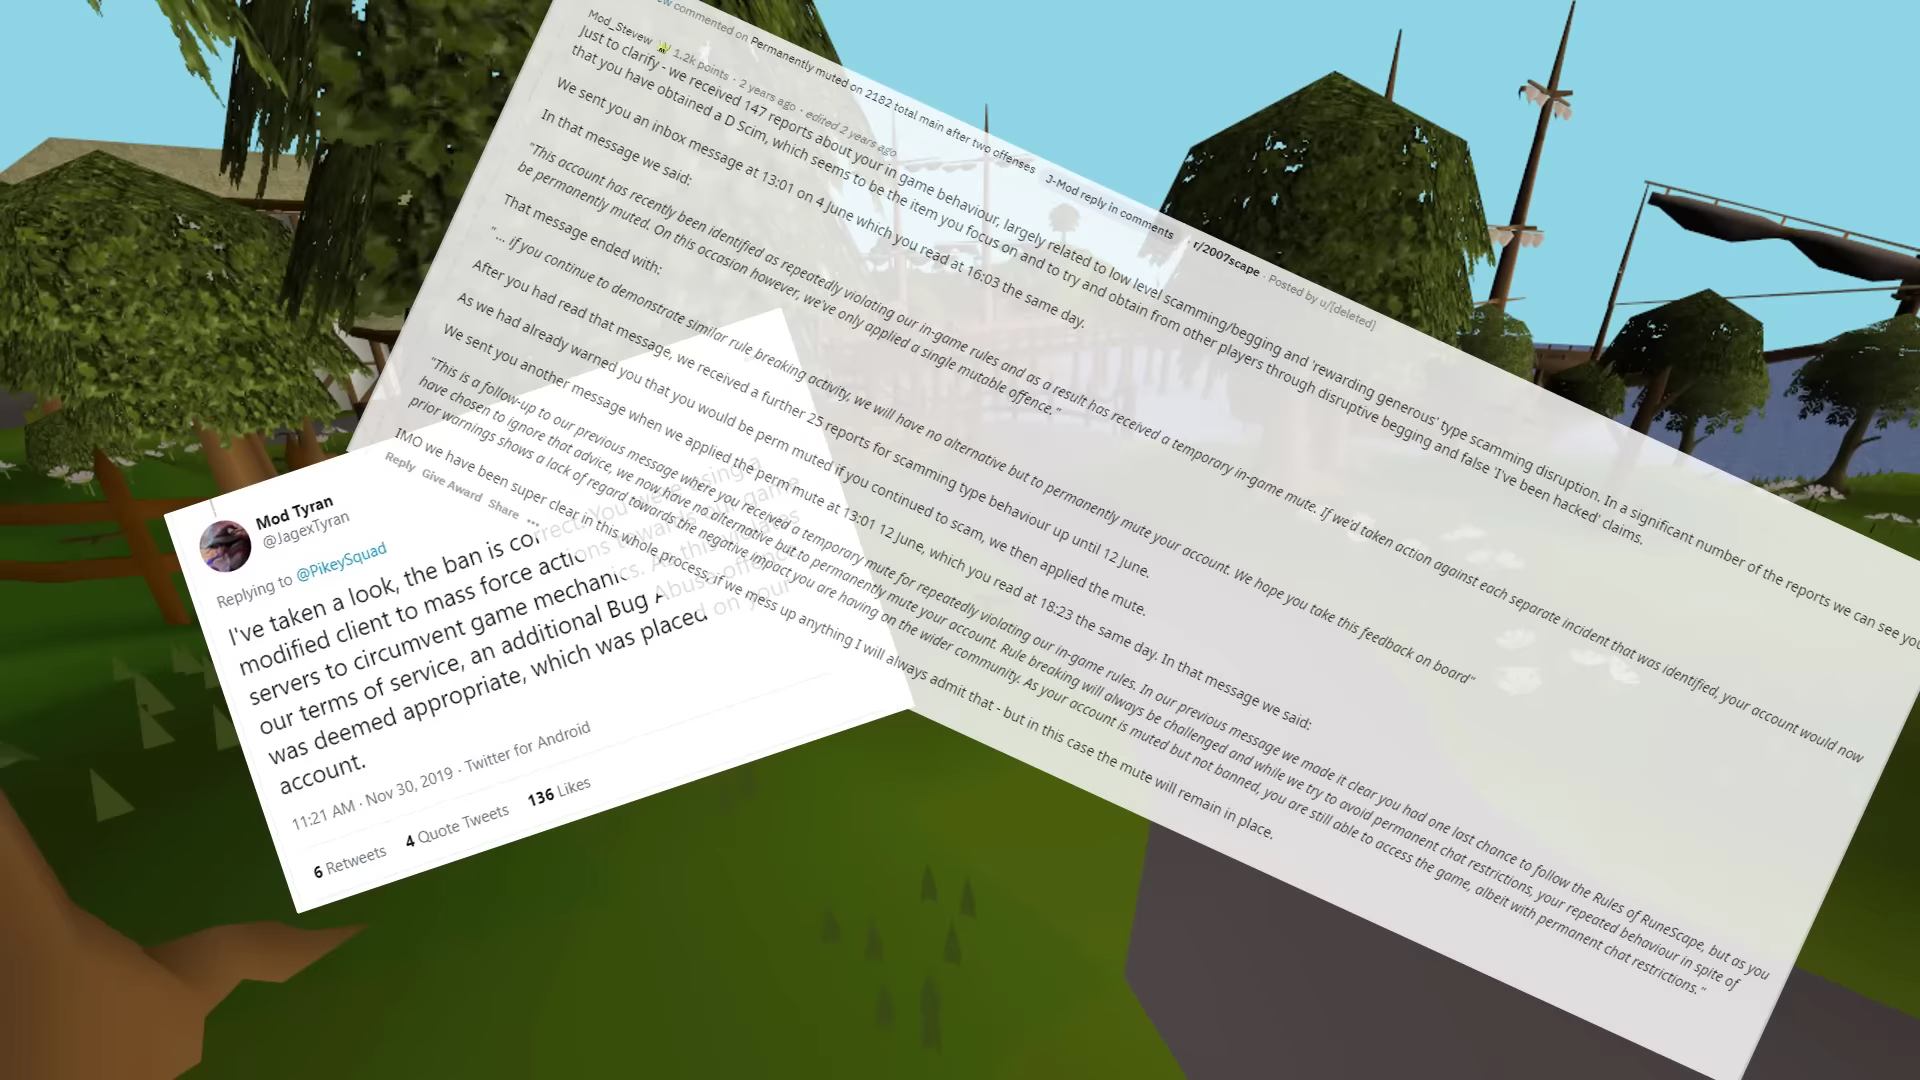 commented on Permanently muted on 2182 total main after two offenses J-Mod reply in comments r/2007scape · Posted by u/[deleted]
Mod_Stevew 1.2k points · 2 years ago · edited 2 years ago
Just to clarify - we received 147 reports about your in game behaviour, largely related to low level scamming/begging and 'rewarding generous' type scamming disruption. In a significant number of the reports we can see you
that you have obtained a D Scim, which seems to be the item you focus on and to try and obtain from other players through disruptive begging and false 'I've been hacked' claims.
We sent you an inbox message at 13:01 on 4 June which you read at 16:03 the same day.
In that message we said:
"This account has recently been identified as repeatedly violating our in-game rules and as a result has received a temporary in-game mute. If we'd taken action against each separate incident that was identified, your account would now
be permanently muted. On this occasion however, we've only applied a single mutable offence."
That message ended with:
"... if you continue to demonstrate similar rule breaking activity, we will have no alternative but to permanently mute your account. We hope you take this feedback on board"
After you had read that message, we received a further 25 reports for scamming type behaviour up until 12 June.
As we had already warned you that you would be perm muted if you continued to scam, we then applied the mute.
We sent you another message when we applied the perm mute at 13:01 12 June, which you read at 18:23 the same day. In that message we said:
"This is a follow-up to our previous message where you received a temporary mute for repeatedly violating our in-game rules. In our previous message we made it clear you had one last chance to follow the Rules of RuneScape, but as you
have chosen to ignore that advice, we now have no alternative but to permanently mute your account. Rule breaking will always be challenged and while we try to avoid permanent chat restrictions, your repeated behaviour in spite of
prior warnings shows a lack of regard towards the negative impact you are having on the wider community. As your account is muted but not banned, you are still able to access the game, albeit with permanent chat restrictions."
IMO we have been super clear in this whole process, if we mess up anything I will always admit that - but in this case the mute will remain in place.
Reply Give Award Share ···
Mod Tyran
@JagexTyran
Replying to @PikeySquad
I've taken a look, the ban is correct. You were using a
modified client to mass force actions towards our game
servers to circumvent game mechanics. As this violates
our terms of service, an additional Bug Abuse offence
was deemed appropriate, which was placed on your
account.
11:21 AM · Nov 30, 2019 · Twitter for Android
6 Retweets 4 Quote Tweets 136 Likes